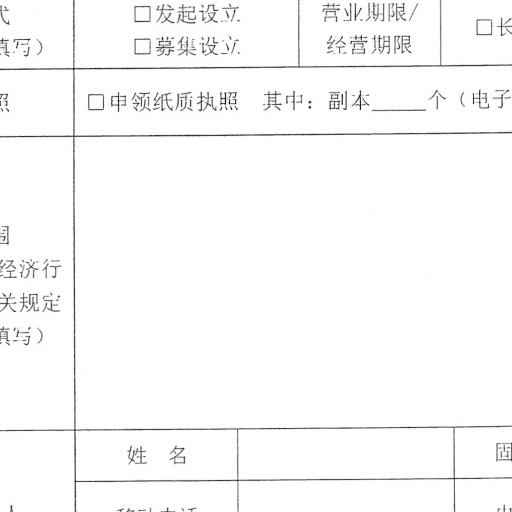 式
□发起设立
填写）
□募集设立
营业期限/
经营期限
□长
照
□申领纸质执照 其中：副本_____个（电子
围
经济行
关规定
填写）
姓 名
固
人
移动电话